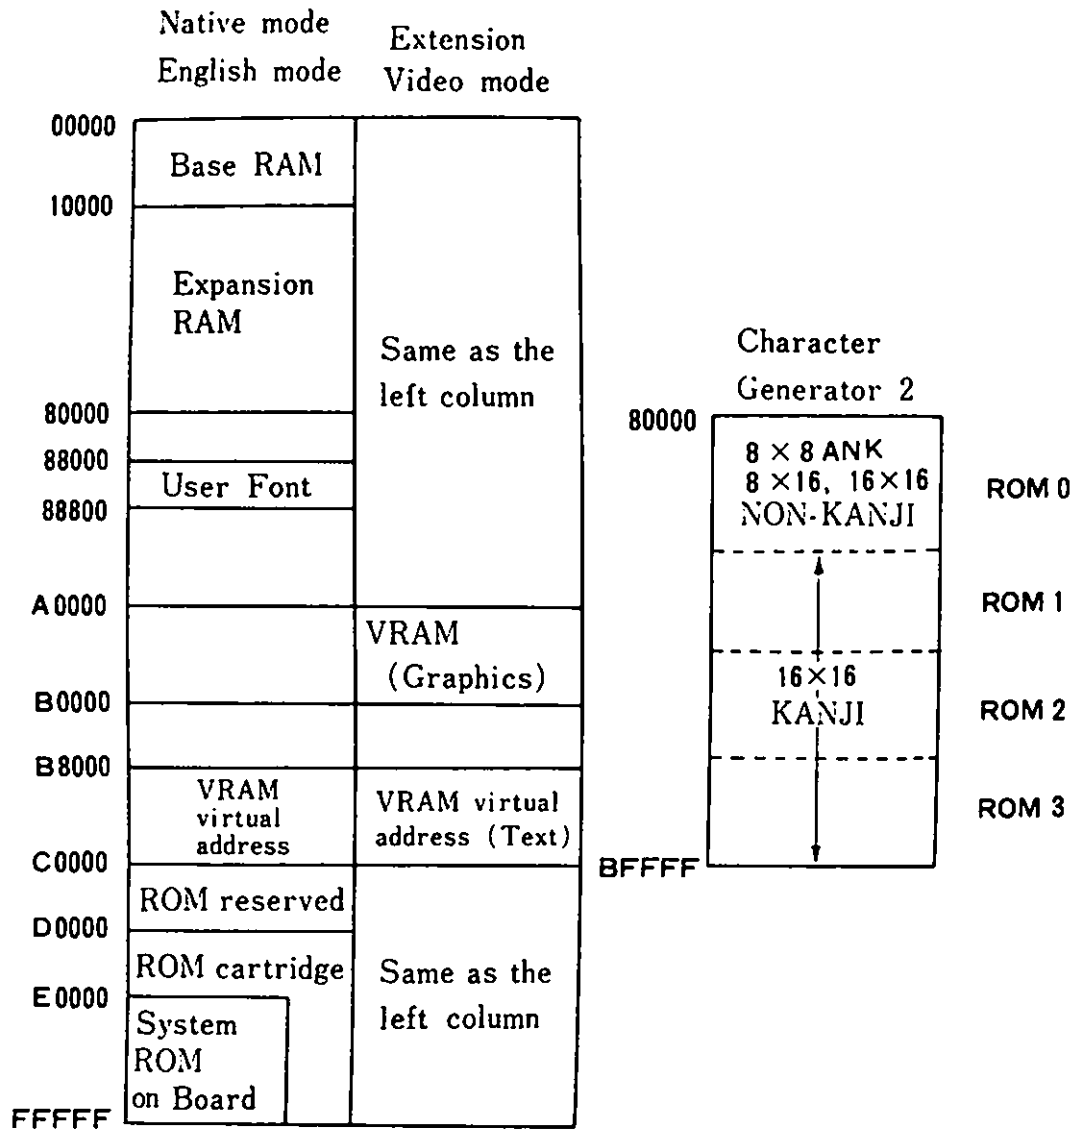 Native mode
English mode
Extension
Video mode
00000
Base RAM
10000
Expansion
RAM
Same as the
left column
80000
88000
User Font
88800
A0000
VRAM
(Graphics)
B0000
B8000
VRAM
virtual
address
VRAM virtual
address (Text)
C0000
ROM reserved
D0000
ROM cartridge
Same as the
left column
E0000
System
ROM
on Board
FFFFF
Character
Generator 2
80000
8 × 8 ANK
8 ×16, 16×16
NON-KANJI
ROM 0
ROM 1
16×16
KANJI
ROM 2
ROM 3
BFFFF